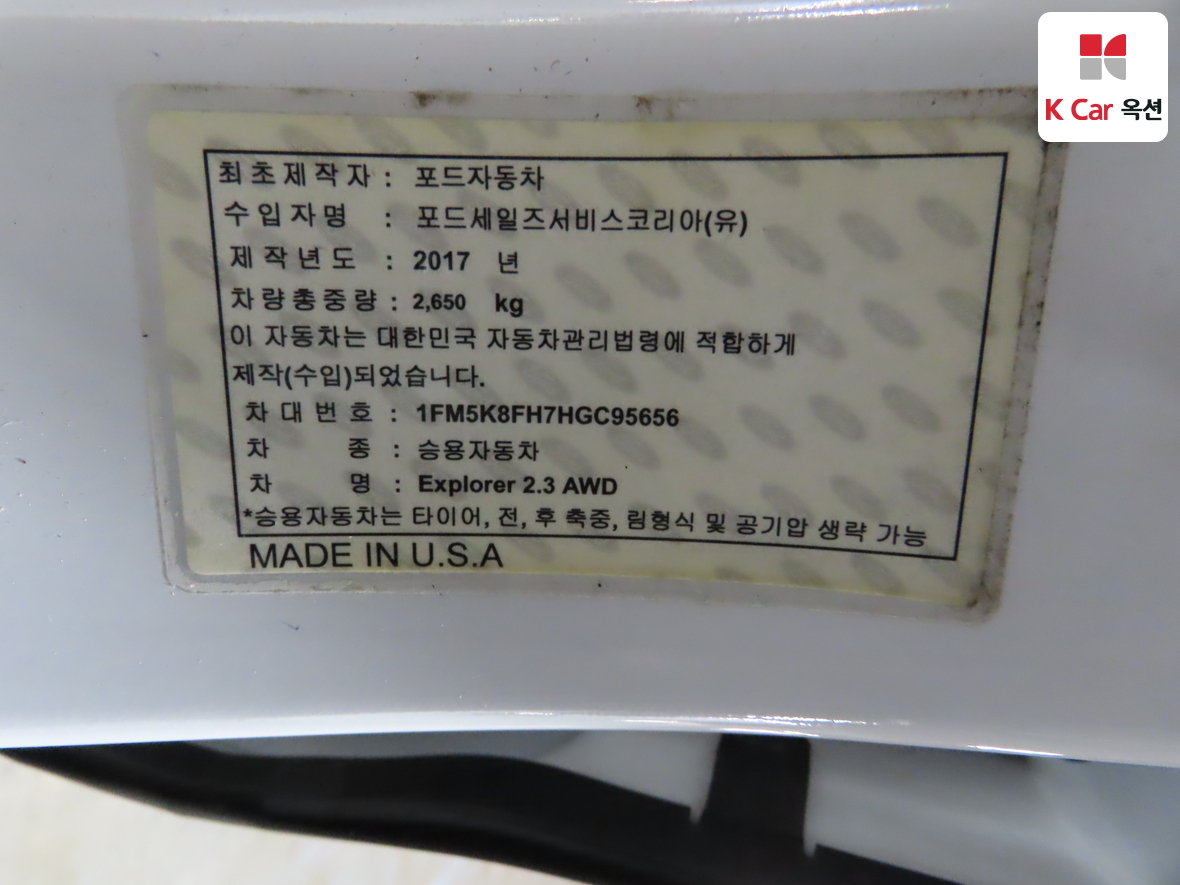 K Car 옥션
최초제작자 : 포드자동차
수입자명 : 포드세일즈서비스코리아(유)
제작년도 : 2017 년
차량총중량 : 2,650 kg
이 자동차는 대한민국 자동차관리법령에 적합하게
제작(수입)되었습니다.
차대번호 : 1FM5K8FH7HGC95656
차 종 : 승용자동차
차 명 : Explorer 2.3 AWD
*승용자동차는 타이어, 전, 후 축중, 림형식 및 공기압 생략 가능
MADE IN U.S.A